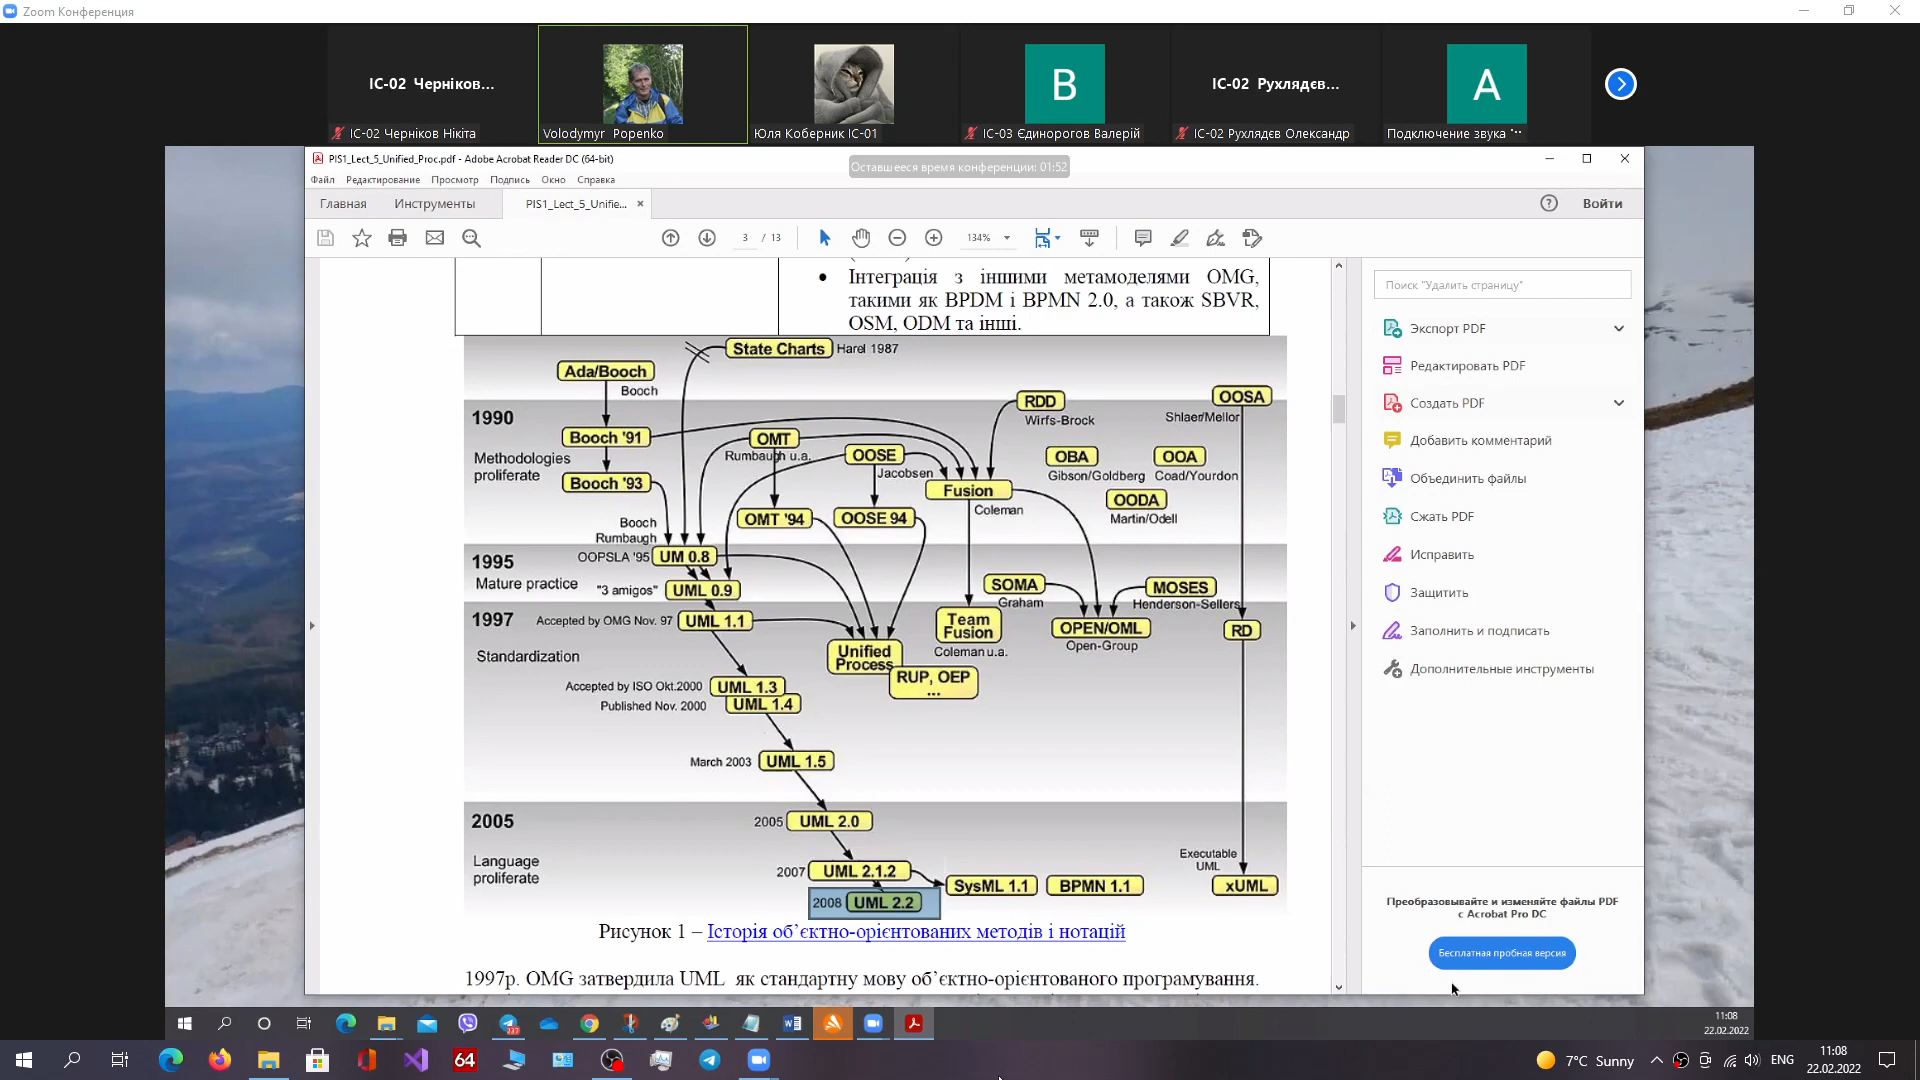 Zoom Конференция
ІС-02 Черніков...
ІС-02 Рухлядєв...
В
А
ІС-02 Черніков Нікіта
Volodymyr Popenko
Юля Коберник ІС-01
ІС-03 Єдинорогов Валерій
ІС-02 Рухлядєв Олександр
Подключение звука
PIS1_Lect_5_Unified_Proc.pdf - Adobe Acrobat Reader DC (64-bit)
Оставшееся время конференции: 01:52
Файл Редактирование Просмотр Подпись Окно Справка
Главная Инструменты PIS1_Lect_5_Unifie... Войти
3 / 13 134%
• Інтеграція з іншими метамоделями OMG,
такими як BPDM і BPMN 2.0, а також SBVR,
OSM, ODM та інші.
State Charts Harel 1987
Ada/Booch
Booch
RDD
Wirfs-Brock
OOSA
Shlaer/Mellor
1990
Methodologies
proliferate
Booch '91
Booch '93
OMT
Rumbaugh u.a.
OOSE
Jacobsen
OBA
Gibson/Goldberg
OOA
Coad/Yourdon
Fusion
Coleman
OODA
Martin/Odell
OMT '94
OOSE 94
Booch
Rumbaugh
OOPSLA '95 UM 0.8
1995
Mature practice
"3 amigos" UML 0.9
SOMA
Graham
MOSES
Henderson-Sellers
1997
Standardization
Accepted by OMG Nov. 97 UML 1.1
Team
Fusion
Coleman u.a.
OPEN/OML
Open-Group
RD
Unified
Process
RUP, OEP
...
Accepted by ISO Okt.2000 UML 1.3
Published Nov. 2000 UML 1.4
March 2003 UML 1.5
2005
Language
proliferate
2005 UML 2.0
2007 UML 2.1.2
2008 UML 2.2
SysML 1.1
BPMN 1.1
Executable
UML
xUML
Рисунок 1 – Історія об’єктно-орієнтованих методів і нотацій
1997р. OMG затвердила UML як стандартну мову об’єктно-орієнтованого програмування.
Поиск "Удалить страницу"
Экспорт PDF
Редактировать PDF
Создать PDF
Добавить комментарий
Объединить файлы
Сжать PDF
Исправить
Защитить
Заполнить и подписать
Дополнительные инструменты
Преобразовывайте и изменяйте файлы PDF
с Acrobat Pro DC
Бесплатная пробная версия
237
11:08
22.02.2022
64
7°C Sunny
ENG
11:08
22.02.2022